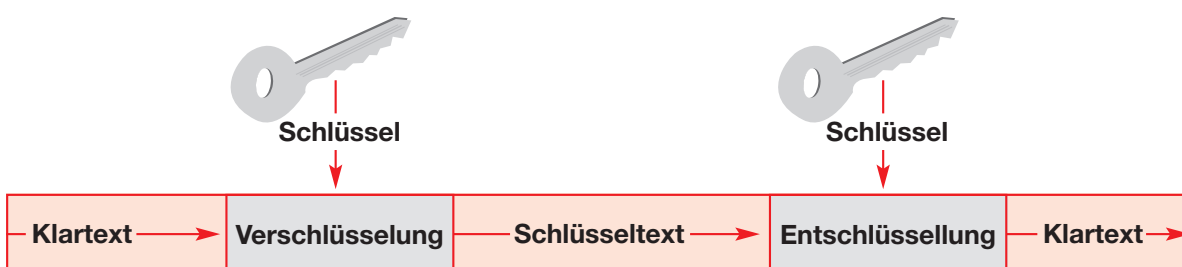 Schlüssel
Schlüssel
Klartext
Verschlüsselung
Schlüsseltext
Entschlüssellung
Klartext